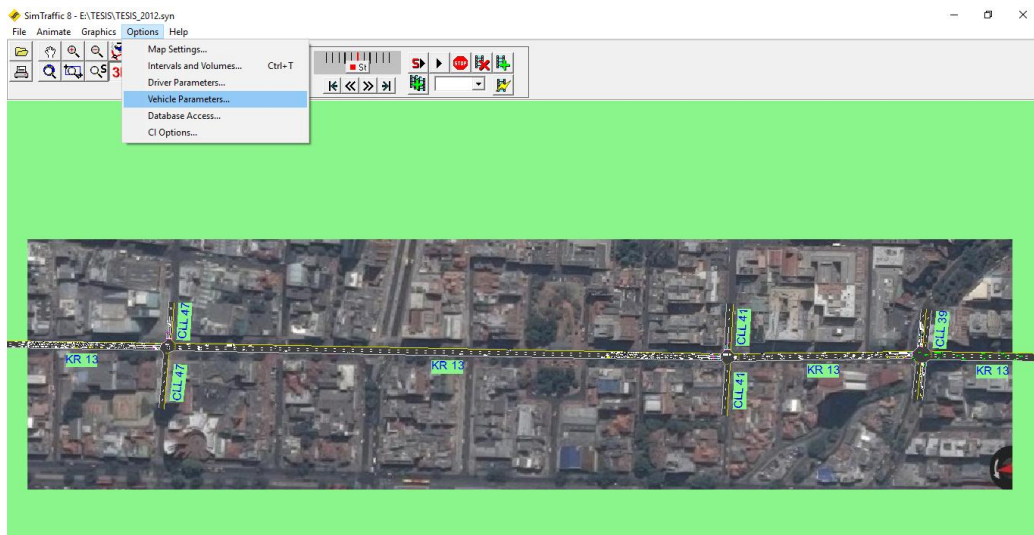 SimTraffic 8 - E:\TESIS\TESIS_2012.syn
File Animate Graphics Options Help
Map Settings...
Intervals and Volumes... Ctrl+T
Driver Parameters...
Vehicle Parameters...
Database Access...
CI Options...
S
3
St
S
STOP
CLL 47
KR 13
CLL 47
KR 13
CLL 41
CLL 41
KR 13
CLL 39
KR 13